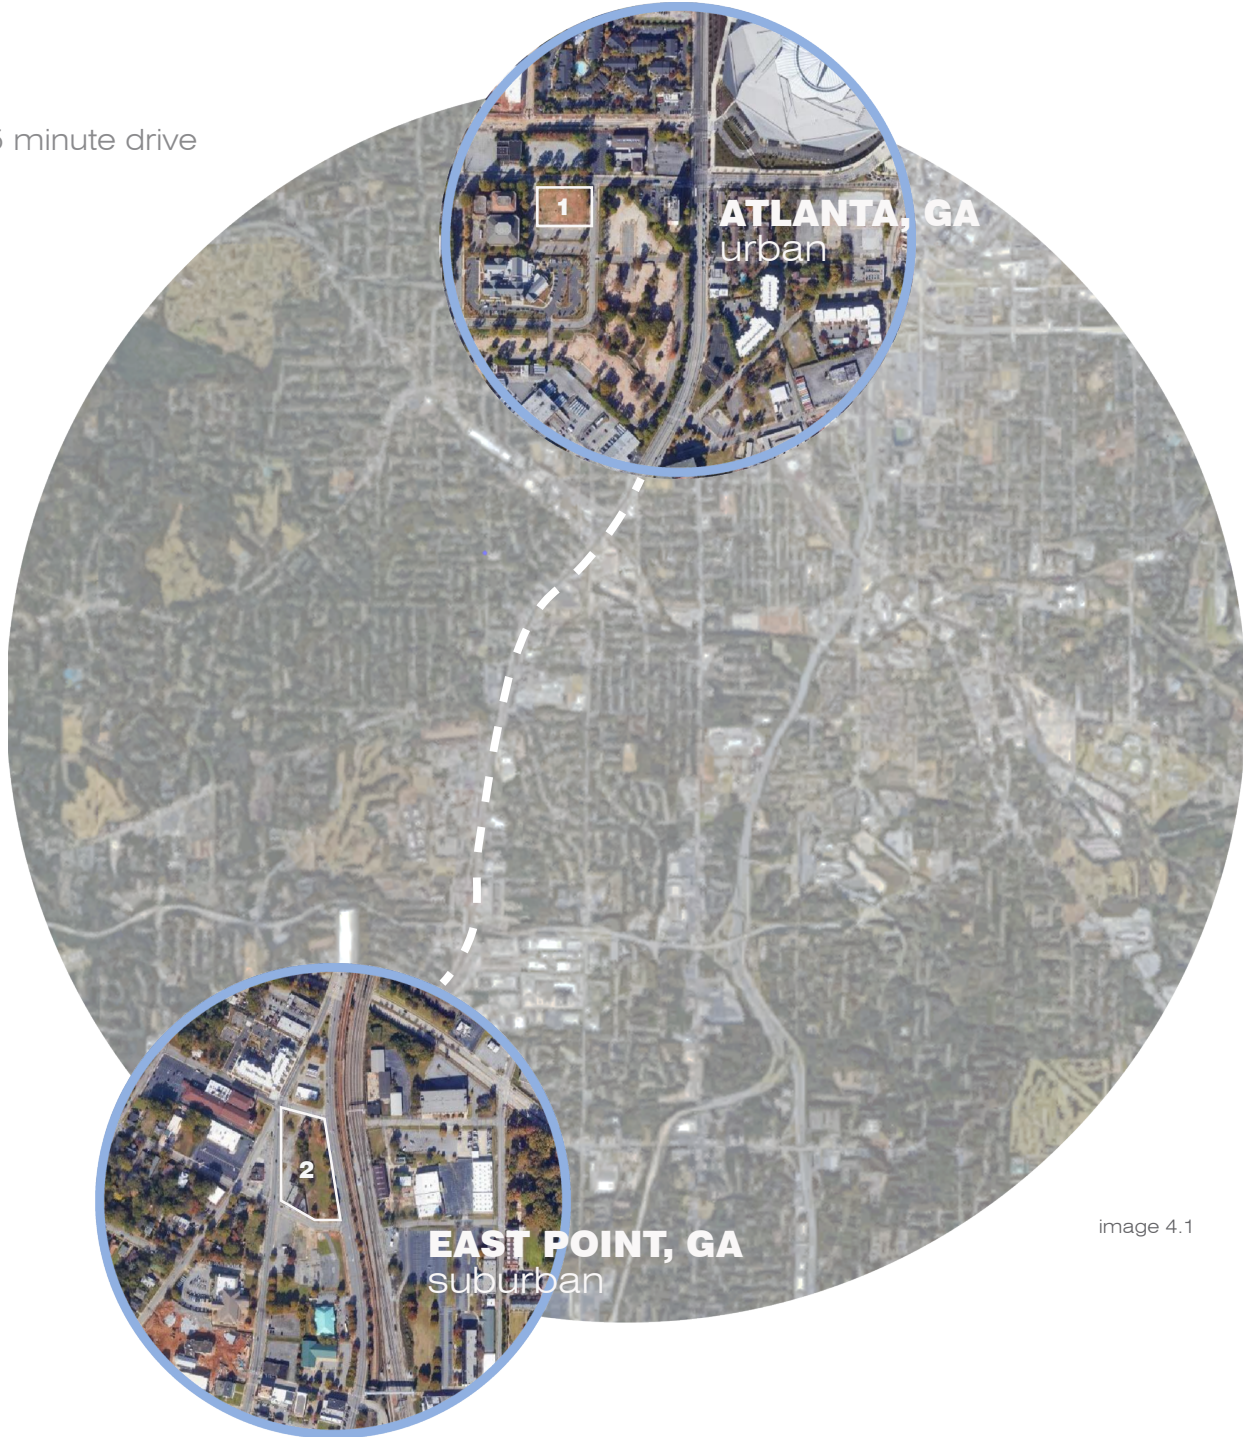 minute drive
1
ATLANTA, GA
urban
2
EAST POINT, GA
suburban
image 4.1